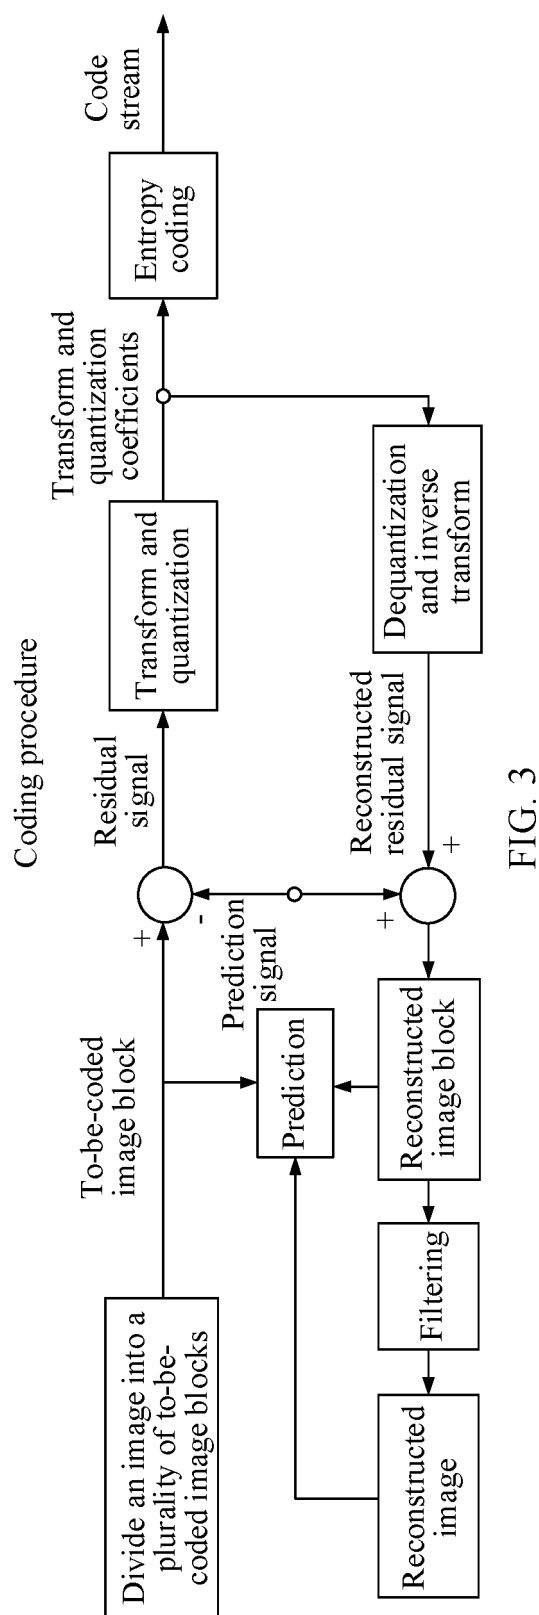 Coding procedure
Divide an image into a
plurality of to-be-
coded image blocks
To-be-coded
image block
+
-
Residual
signal
Transform and
quantization
Transform and
quantization
coefficients
Entropy
coding
Code
stream
Prediction
Prediction
signal
Reconstructed
image
Filtering
Reconstructed
image block
+
+
Reconstructed
residual signal
Dequantization
and inverse
transform
FIG. 3